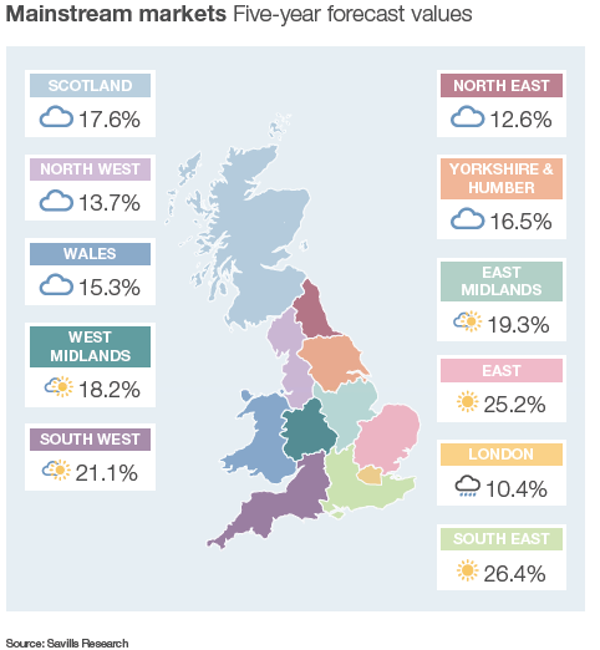 Mainstream markets Five-year forecast values
SCOTLAND
17.6%
NORTH WEST
13.7%
WALES
15.3%
WEST
MIDLANDS
18.2%
SOUTH WEST
21.1%
NORTH EAST
12.6%
YORKSHIRE &
HUMBER
16.5%
EAST
MIDLANDS
19.3%
EAST
25.2%
LONDON
10.4%
SOUTH EAST
26.4%
Source: Savills Research